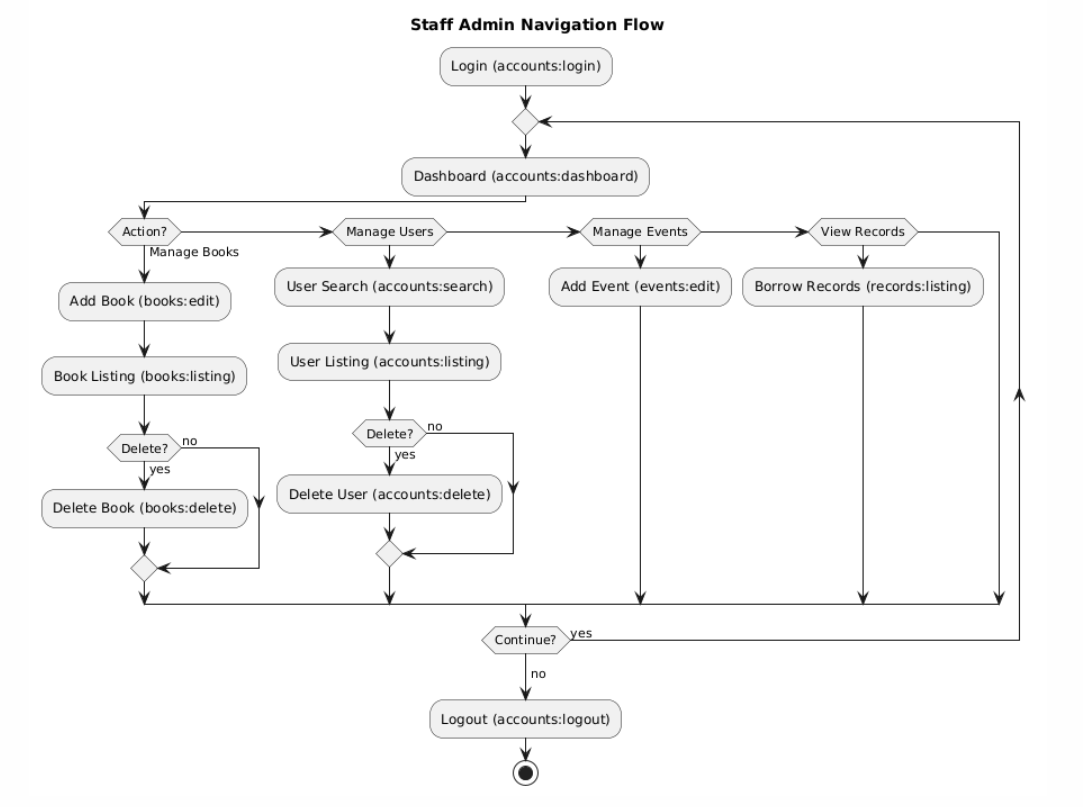 Staff Admin Navigation Flow
Login (accounts:login)
Dashboard (accounts:dashboard)
Action?
Manage Users
Manage Events
View Records
Manage Books
Add Book (books:edit)
User Search (accounts:search)
Add Event (events:edit)
Borrow Records (records:listing)
Book Listing (books:listing)
User Listing (accounts:listing)
Delete?
no
yes
Delete?
no
yes
Delete Book (books:delete)
Delete User (accounts:delete)
Continue?
yes
no
Logout (accounts:logout)